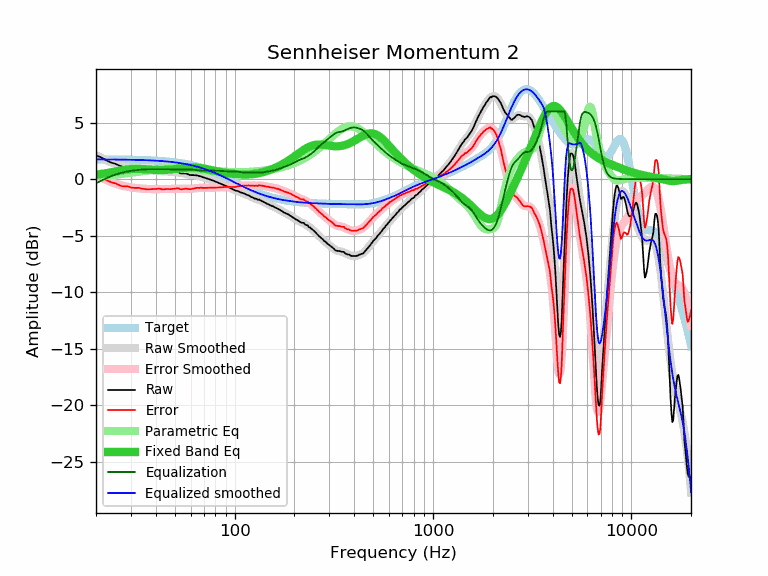 Sennheiser Momentum 2
5
0
−5
−10
−15
−20
−25
Amplitude (dBr)
Target
Raw Smoothed
Error Smoothed
Raw
Error
Parametric Eq
Fixed Band Eq
Equalization
Equalized smoothed
100 1000 10000
Frequency (Hz)